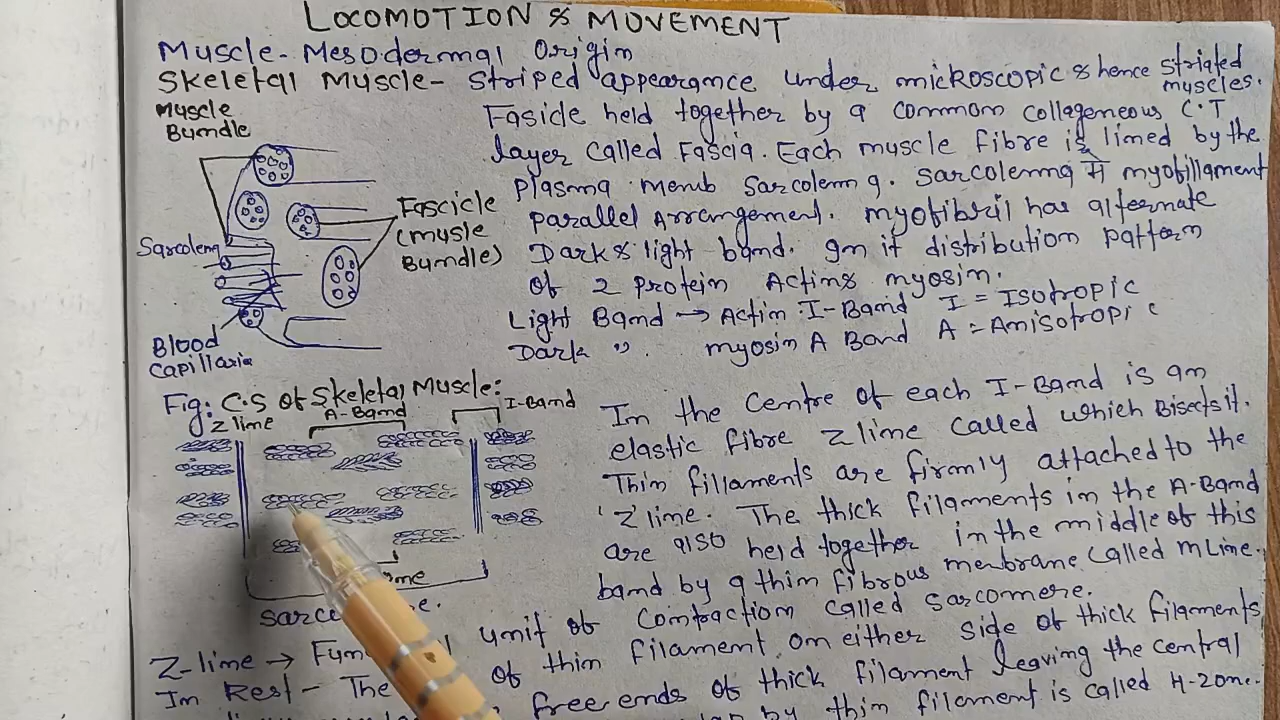 LOCOMOTION & MOVEMENT
Muscle - Mesodermal Origin
Skeletal Muscle - Striped appearance under microscopic & hence striated muscles.
Muscle Bundle
Sarcolem
Blood Capillaries
Fascicle (musle Bundle)
Fig: C.S of Skeletal Muscle:
Fasicle held together by a common collageneous C.T
layer called Fascia. Each muscle fibre is lined by the
plasma memb Sarcolemma. Sarcolemma में myofillament
parallel Arrangement. myofibril has alternate
Dark & light band. In it distribution pattern
of 2 protein Actin & myosin.
Light Band → Actin I-Band I = Isotropic
Dark " myosin A Band A = Anisotropic
Z line
A-Band
I-Band
sarco
In the centre of each I-Band is an
elastic fibre Z line called which Bisects it.
Thin fillaments are firmly attached to the
'Z' line. The thick filaments in the A-Band
are also held together in the middle of this
band by a thin fibrous membrane called M Line.
Z-line → unit of contraction called sarcomere.
In Rest - The of thin filament on either side of thick filaments
free ends of thick filament leaving the central
by thin filament is called H-zone.